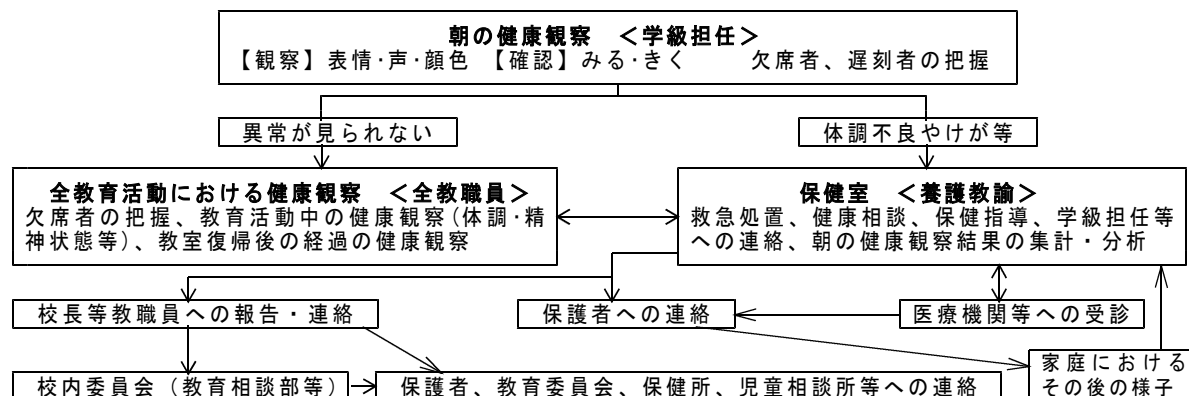 朝の健康観察　＜学級担任＞
【観察】表情･声･顔色　【確認】みる･きく　　　欠席者、遅刻者の把握
異常が見られない
体調不良やけが等
全教育活動における健康観察　＜全教職員＞
欠席者の把握、教育活動中の健康観察(体調･精
神状態等)、教室復帰後の経過の健康観察
保健室　＜養護教諭＞
救急処置、健康相談、保健指導、学級担任等
への連絡、朝の健康観察結果の集計・分析
校長等教職員への報告・連絡
保護者への連絡
医療機関等への受診
家庭における
その後の様子
校内委員会（教育相談部等）
保護者、教育委員会、保健所、児童相談所等への連絡